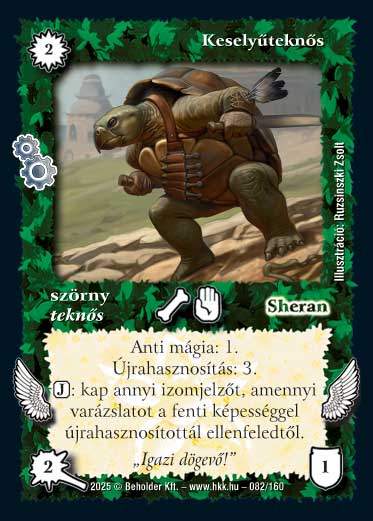 2
Keselyűteknős
Illusztráció: Ruzsinszki Zsolt
szörny
teknős
Sheran
Anti mágia: 1.
Újrahasznosítás: 3.
J: kap annyi izomjelzőt, amennyi
varázslatot a fenti képességgel
újrahasznosítottál ellenfeledtől.
„Igazi dögevő!”
2
1
2025 © Beholder Kft. – www.hkk.hu – 082/160